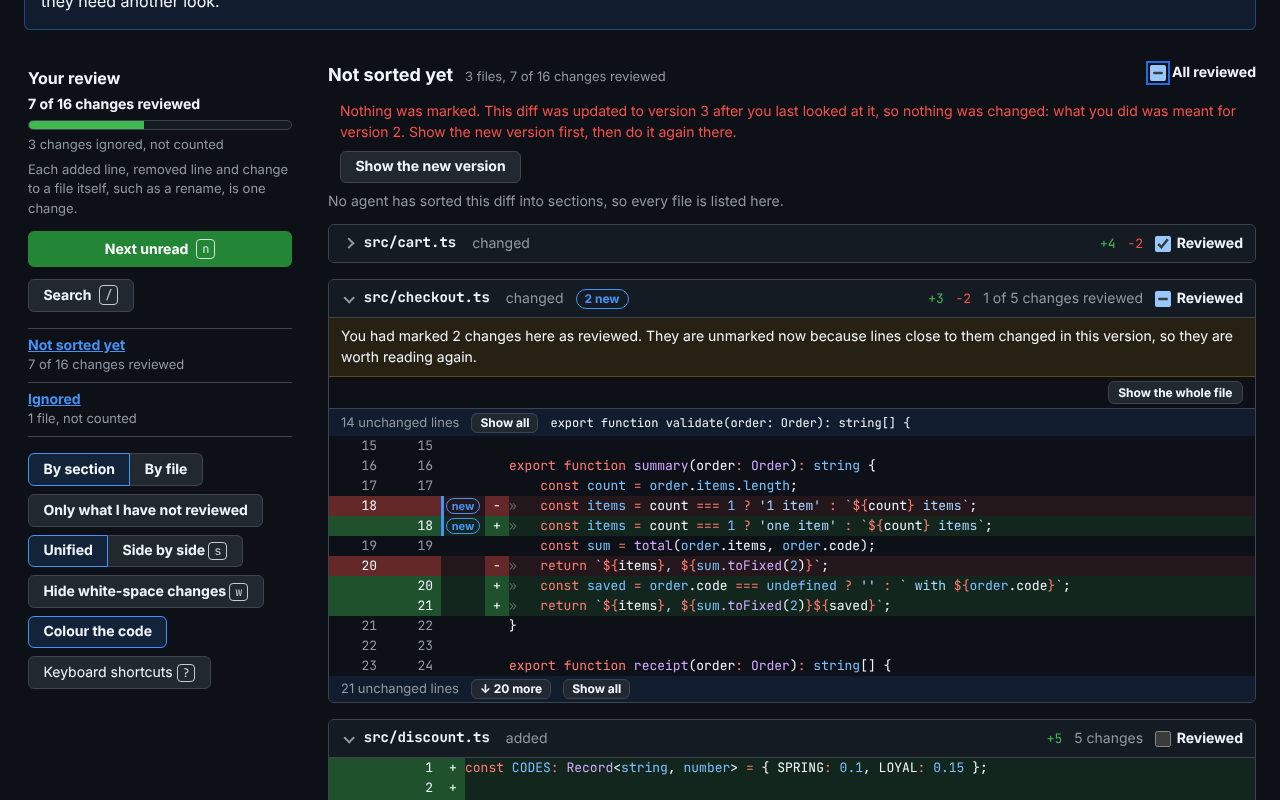 they need another look.
Your review
7 of 16 changes reviewed
3 changes ignored, not counted
Each added line, removed line and change
to a file itself, such as a rename, is one
change.
Next unread n
Search /
Not sorted yet
7 of 16 changes reviewed
Ignored
1 file, not counted
By section By file
Only what I have not reviewed
Unified Side by side s
Hide white-space changes w
Colour the code
Keyboard shortcuts ?
Not sorted yet 3 files, 7 of 16 changes reviewed All reviewed
Nothing was marked. This diff was updated to version 3 after you last looked at it, so nothing was changed: what you did was meant for
version 2. Show the new version first, then do it again there.
Show the new version
No agent has sorted this diff into sections, so every file is listed here.
src/cart.ts changed +4 -2 Reviewed
src/checkout.ts changed 2 new +3 -2 1 of 5 changes reviewed Reviewed
You had marked 2 changes here as reviewed. They are unmarked now because lines close to them changed in this version, so they are
worth reading again.
Show the whole file
14 unchanged lines Show all export function validate(order: Order): string[] {
15 15
16 16 export function summary(order: Order): string {
17 17 const count = order.items.length;
18 new - » const items = count === 1 ? '1 item' : `${count} items`;
18 new + » const items = count === 1 ? 'one item' : `${count} items`;
19 19 const sum = total(order.items, order.code);
20 - » return `${items}, ${sum.toFixed(2)}`;
20 + » const saved = order.code === undefined ? '' : ` with ${order.code}`;
21 + » return `${items}, ${sum.toFixed(2)}${saved}`;
21 22 }
22 23
23 24 export function receipt(order: Order): string[] {
21 unchanged lines ↓ 20 more Show all
src/discount.ts added +5 5 changes Reviewed
1 + const CODES: Record<string, number> = { SPRING: 0.1, LOYAL: 0.15 };
2 +